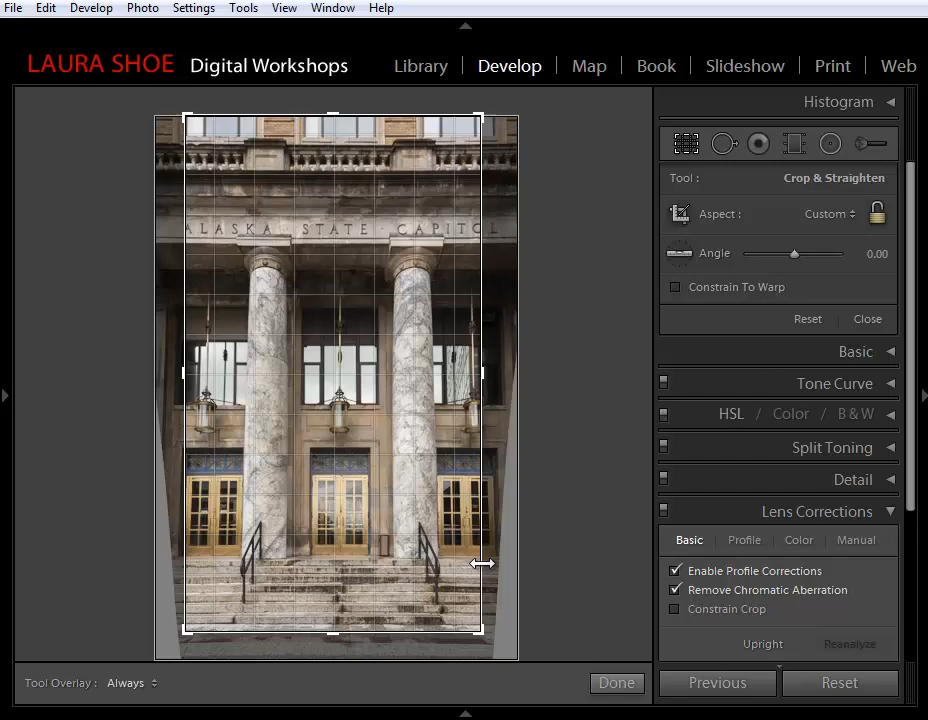 File Edit Develop Photo Settings Tools View Window Help
LAURA SHOE Digital Workshops
Library Develop Map Book Slideshow Print Web
Histogram
Tool : Crop & Straighten
Aspect : Custom
Angle 0.00
Constrain To Warp
Reset Close
Basic
Tone Curve
HSL / Color / B & W
Split Toning
Detail
Lens Corrections
Basic Profile Color Manual
Enable Profile Corrections
Remove Chromatic Aberration
Constrain Crop
Upright Reanalyze
Previous Reset
ALASKA STATE CAPITOL
Tool Overlay : Always Done